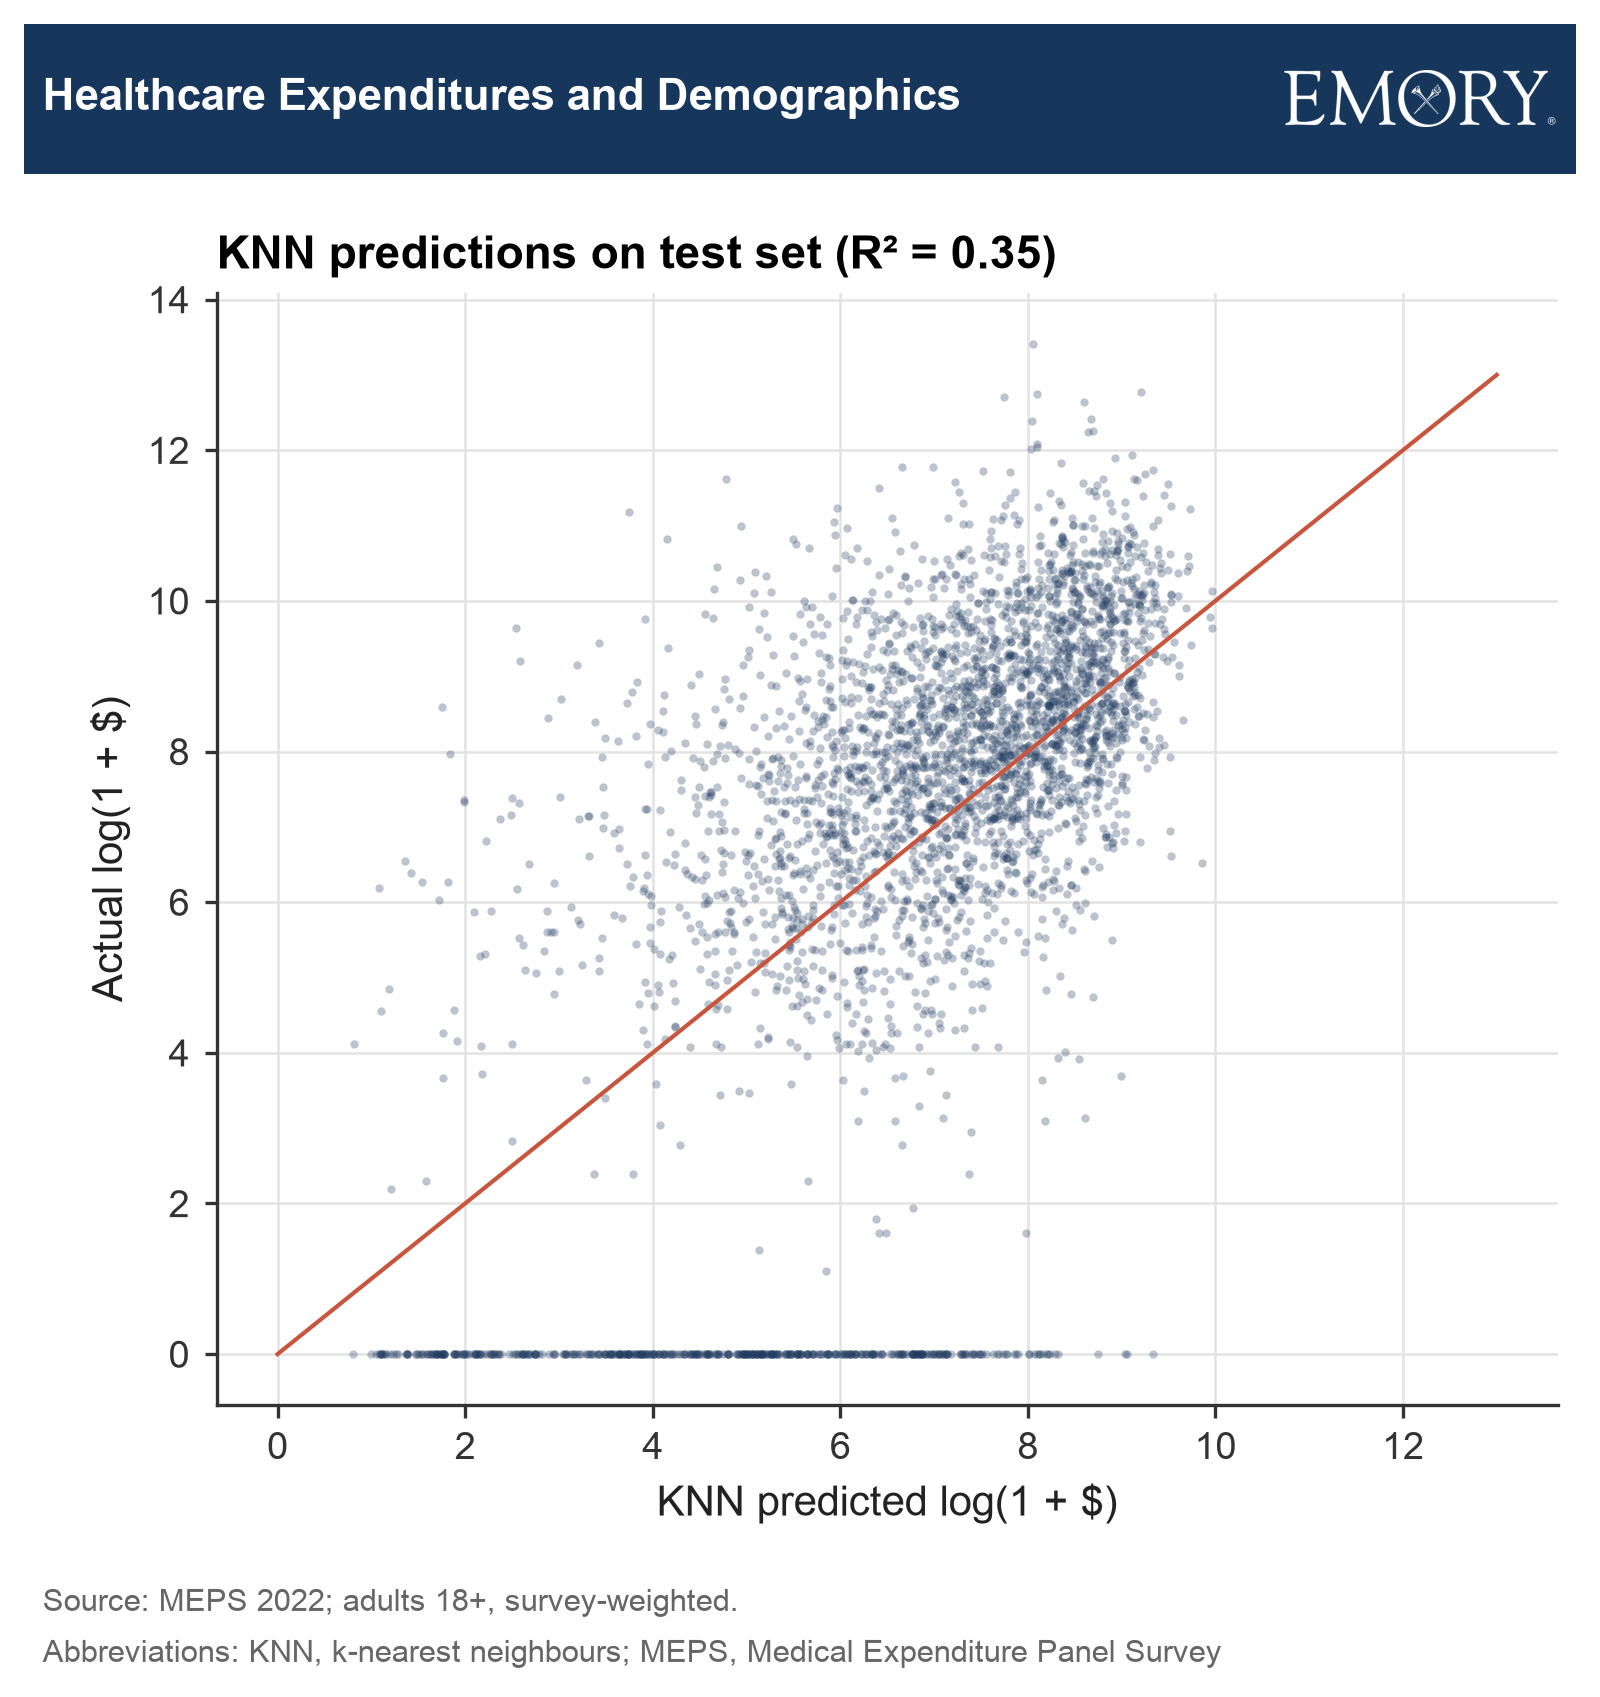 Healthcare Expenditures and Demographics
EMORY®
KNN predictions on test set (R² = 0.35)
14
12
10
8
6
4
2
0
Actual log(1 + $)
0 2 4 6 8 10 12
KNN predicted log(1 + $)
Source: MEPS 2022; adults 18+, survey-weighted.
Abbreviations: KNN, k-nearest neighbours; MEPS, Medical Expenditure Panel Survey